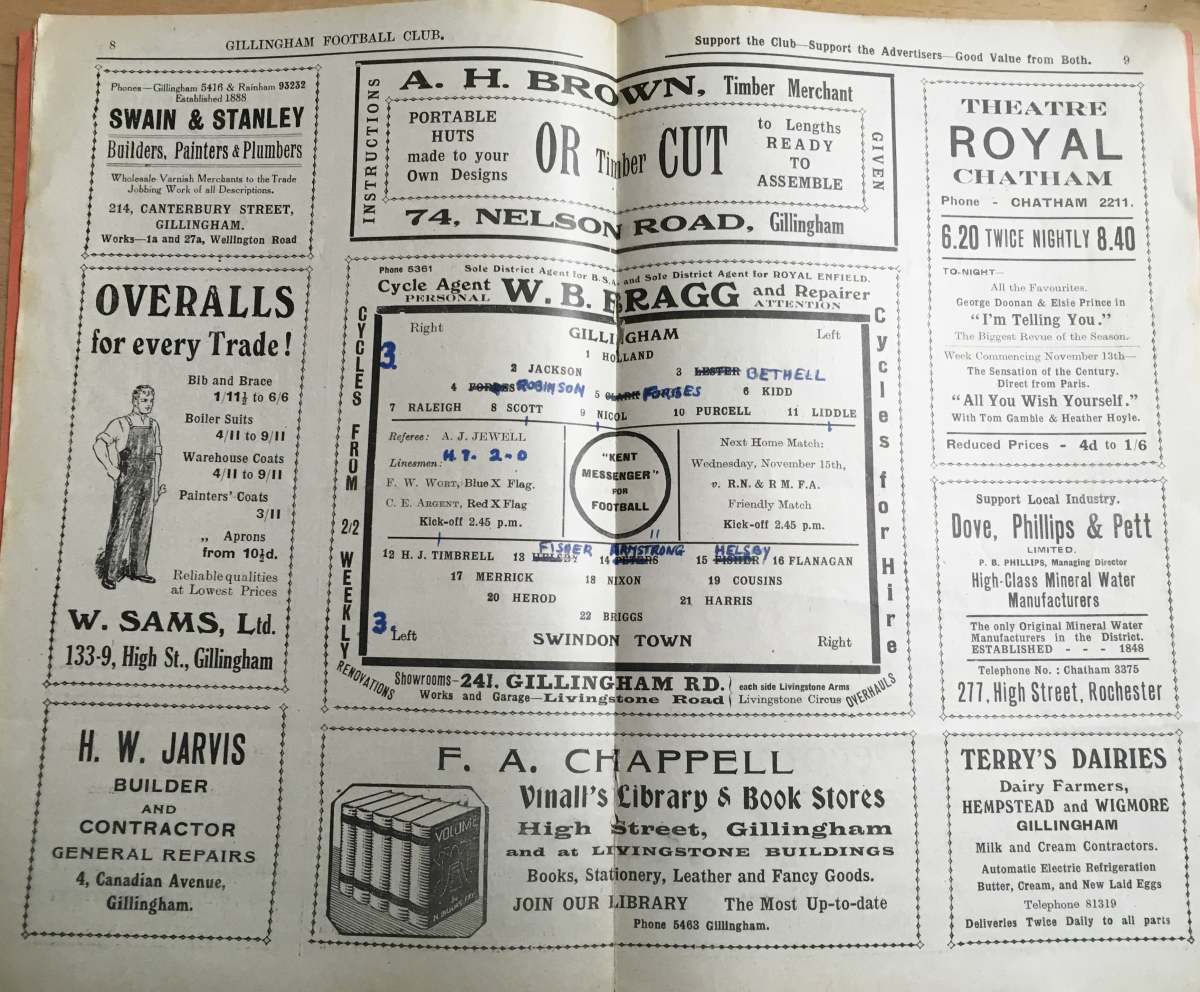 8
GILLINGHAM FOOTBALL CLUB.
Support the Club—Support the Advertisers—Good Value from Both.
9
Phones—Gillingham 5416 & Rainham 93252
Established 1888
SWAIN & STANLEY
Builders, Painters & Plumbers
Wholesale Varnish Merchants to the Trade
Jobbing Work of all Descriptions.
214, CANTERBURY STREET,
GILLINGHAM.
Works—1a and 27a, Wellington Road
OVERALLS
for every Trade!
Bib and Brace
1/11½ to 6/6
Boiler Suits
4/11 to 9/11
Warehouse Coats
4/11 to 9/11
Painters' Coats
3/11
„ Aprons
from 10½d.
Reliable qualities
at Lowest Prices
W. SAMS, Ltd.
133-9, High St., Gillingham
H. W. JARVIS
BUILDER
AND
CONTRACTOR
GENERAL REPAIRS
4, Canadian Avenue,
Gillingham.
INSTRUCTIONS
GIVEN
A. H. BROWN, Timber Merchant
PORTABLE
HUTS
made to your
Own Designs
OR Timber CUT
to Lengths
READY
TO
ASSEMBLE
74, NELSON ROAD, Gillingham
Phone 5361 Sole District Agent for B.S.A. and Sole District Agent for ROYAL ENFIELD.
Cycle Agent W. B. BRAGG and Repairer
PERSONAL ATTENTION
CYCLES FROM 2/2 WEEKLY
Cycles for Hire
Right GILLINGHAM Left
1 HOLLAND
3.
2 JACKSON 3 LESTER BETHELL
4 FORBES ROBINSON 5 CLARK FORBES 6 KIDD
7 RALEIGH 8 SCOTT 9 NICOL 10 PURCELL 11 LIDDLE
Referee: A. J. JEWELL
H.T. 2-0
Linesmen:
F. W. WORT, Blue X Flag.
C. E. ARGENT, Red X Flag
Kick-off 2.45 p.m.
"KENT
MESSENGER"
FOR
FOOTBALL
Next Home Match:
Wednesday, November 15th,
v. R.N. & R M. F.A.
Friendly Match
Kick-off 2.45 p.m.
FISHER ARMSTRONG HELSBY
12 H. J. TIMBRELL 13 HELSBY 14 PETERS 15 FISHER 16 FLANAGAN
17 MERRICK 18 NIXON 19 COUSINS
20 HEROD 21 HARRIS
22 BRIGGS
3.
Left SWINDON TOWN Right
RENOVATIONS
OVERHAULS
Showrooms—241, GILLINGHAM RD. each side Livingstone Arms
Works and Garage—Livingstone Road Livingstone Circus
F. A. CHAPPELL
Vinall's Library & Book Stores
High Street, Gillingham
and at LIVINGSTONE BUILDINGS
Books, Stationery, Leather and Fancy Goods.
JOIN OUR LIBRARY The Most Up-to-date
Phone 5463 Gillingham.
VOLUME
THEATRE
ROYAL
CHATHAM
Phone - CHATHAM 2211.
6.20 TWICE NIGHTLY 8.40
TO-NIGHT—
All the Favourites.
George Doonan & Elsie Prince in
"I'm Telling You."
The Biggest Revue of the Season.
Week Commencing November 13th—
The Sensation of the Century.
Direct from Paris.
"All You Wish Yourself."
With Tom Gamble & Heather Hoyle.
Reduced Prices - 4d to 1/6
Support Local Industry.
Dove, Phillips & Pett
LIMITED.
P. B. PHILLIPS, Managing Director
High-Class Mineral Water
Manufacturers
The only Original Mineral Water
Manufacturers in the District.
ESTABLISHED - - - 1848
Telephone No. : Chatham 3375
277, High Street, Rochester
TERRY'S DAIRIES
Dairy Farmers,
HEMPSTEAD and WIGMORE
GILLINGHAM
Milk and Cream Contractors.
Automatic Electric Refrigeration
Butter, Cream, and New Laid Eggs
Telephone 81319
Deliveries Twice Daily to all parts